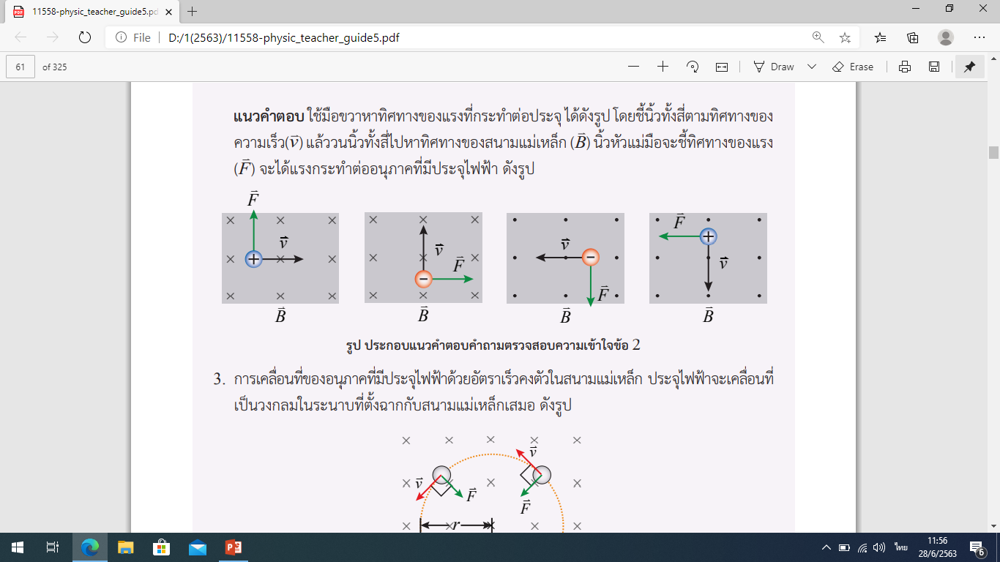 11558-physic_teacher_guide5.pd
File D:/1(2563)/11558-physic_teacher_guide5.pdf
61 of 325 Draw Erase
แนวคำตอบ ใช้มือขวาหาทิศทางของแรงที่กระทำต่อประจุ ได้ดังรูป โดยชี้นิ้วทั้งสี่ตามทิศทางของ
ความเร็ว(v⃗) แล้ววนนิ้วทั้งสี่ไปหาทิศทางของสนามแม่เหล็ก (B⃗) นิ้วหัวแม่มือจะชี้ทิศทางของแรง
(F⃗) จะได้แรงกระทำต่ออนุภาคที่มีประจุไฟฟ้า ดังรูป
F⃗ v⃗ B⃗
v⃗ F⃗ B⃗
v⃗ F⃗ B⃗
F⃗ v⃗ B⃗
รูป ประกอบแนวคำตอบคำถามตรวจสอบความเข้าใจข้อ 2
3. การเคลื่อนที่ของอนุภาคที่มีประจุไฟฟ้าด้วยอัตราเร็วคงตัวในสนามแม่เหล็ก ประจุไฟฟ้าจะเคลื่อนที่
เป็นวงกลมในระนาบที่ตั้งฉากกับสนามแม่เหล็กเสมอ ดังรูป
v⃗
v⃗ F⃗ F⃗
r
ไทย 11:56
28/6/2563 6